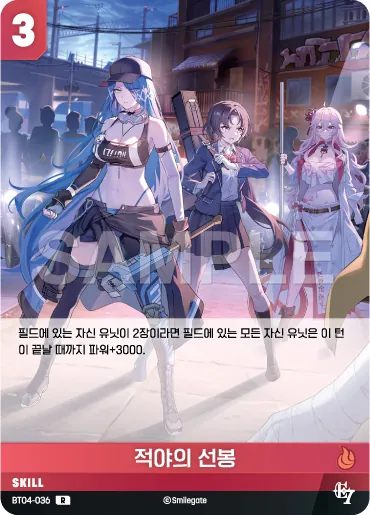 3
SAMPLE
필드에 있는 자신 유닛이 2장이라면 필드에 있는 모든 자신 유닛은 이 턴
이 끝날 때까지 파워+3000.
적야의 선봉
SKILL
BT04-036 R
©Smilegate